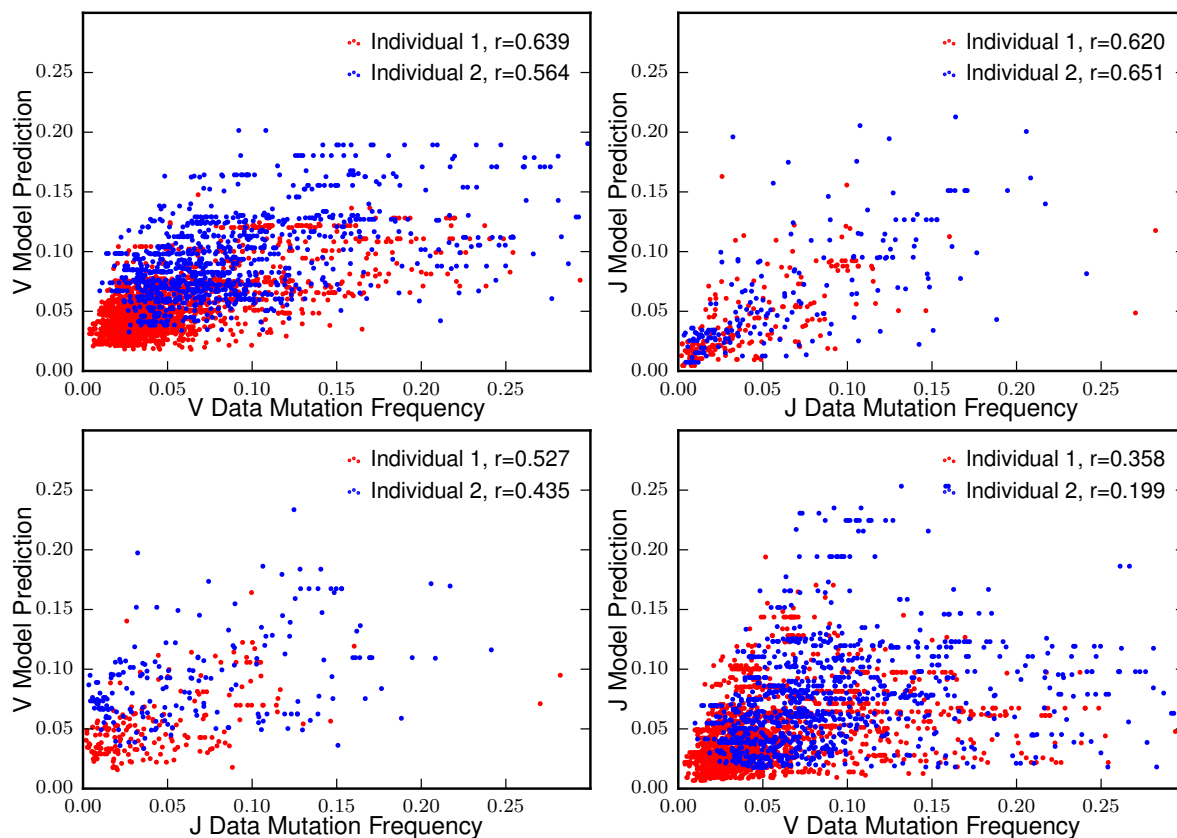 Individual 1, r=0.639
Individual 2, r=0.564
V Model Prediction
0.25
0.20
0.15
0.10
0.05
0.00
0.00 0.05 0.10 0.15 0.20 0.25
V Data Mutation Frequency
Individual 1, r=0.620
Individual 2, r=0.651
J Model Prediction
0.25
0.20
0.15
0.10
0.05
0.00
0.00 0.05 0.10 0.15 0.20 0.25
J Data Mutation Frequency
Individual 1, r=0.527
Individual 2, r=0.435
V Model Prediction
0.25
0.20
0.15
0.10
0.05
0.00
0.00 0.05 0.10 0.15 0.20 0.25
J Data Mutation Frequency
Individual 1, r=0.358
Individual 2, r=0.199
J Model Prediction
0.25
0.20
0.15
0.10
0.05
0.00
0.00 0.05 0.10 0.15 0.20 0.25
V Data Mutation Frequency